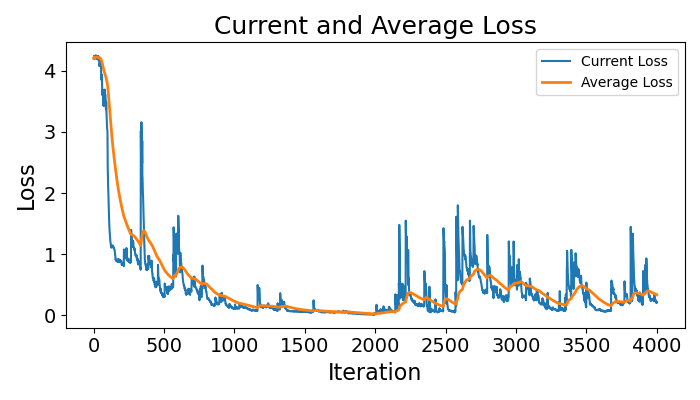 Current and Average Loss
Current Loss
Average Loss
Loss
4
3
2
1
0
0 500 1000 1500 2000 2500 3000 3500 4000
Iteration